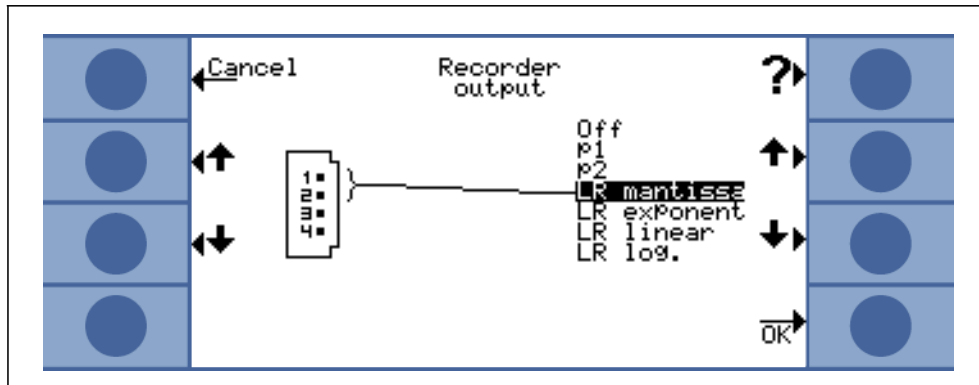 Cancel
Recorder
output
?
Off
p1
p2
LR mantissa
LR exponent
LR linear
LR log.
1
2
3
4
OK